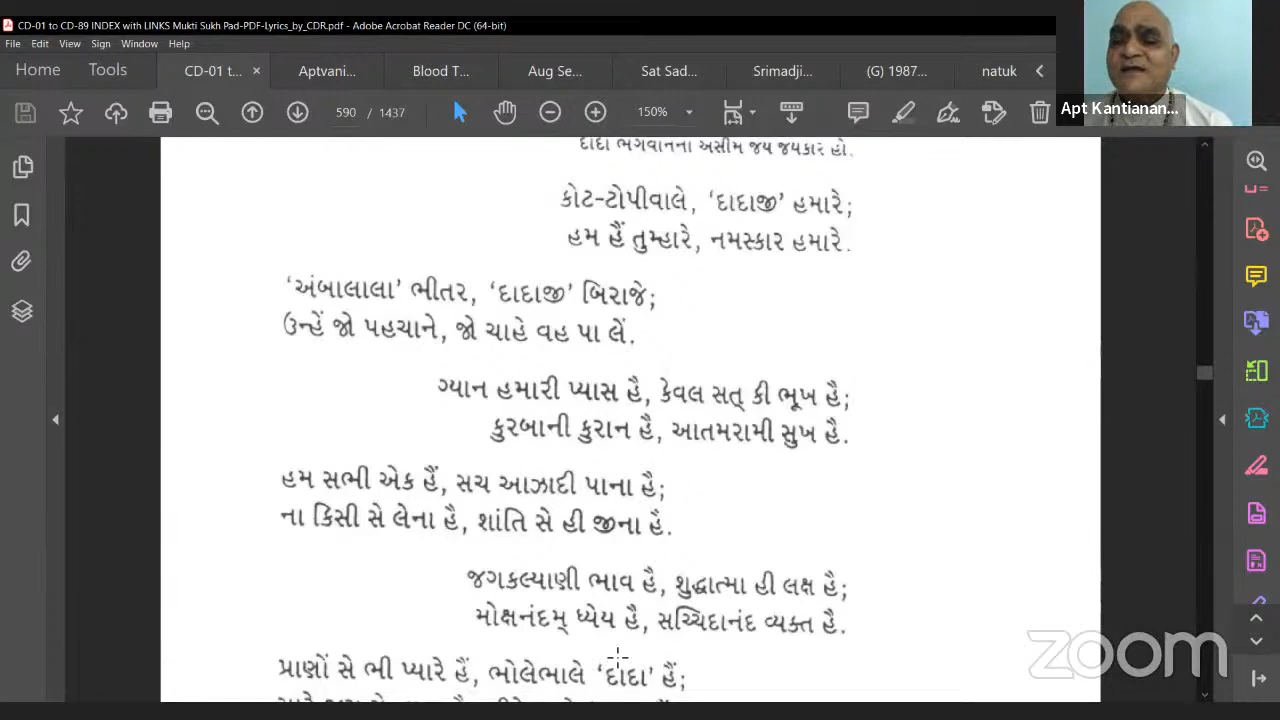 CD-01 to CD-89 INDEX with LINKS Mukti Sukh Pad-PDF-Lyrics_by_CDR.pdf - Adobe Acrobat Reader DC (64-bit)
File Edit View Sign Window Help
Home Tools CD-01 t... × Aptvani... Blood T... Aug Se... Sat Sad... Srimadji... (G) 1987... natuk
590 / 1437 150%
Apt Kantianan...
દાદા ભગવાનના અસીમ જય જયકાર હો.
કોટ-ટોપીવાલે, ‘દાદાજી’ હમારે;
હમ હૈં તુમ્હારે, નમસ્કાર હમારે.
‘અંબાલાલા’ ભીતર, ‘દાદાજી’ બિરાજે;
ઉન્હેં જો પહચાને, જો ચાહે વહ પા લેં.
ગ્યાન હમારી પ્યાસ હૈ, કેવલ સત્ કી ભૂખ હૈ;
કુરબાની કુરાન હૈ, આતમરામી સુખ હૈ.
હમ સભી એક હૈં, સચ આઝાદી પાના હૈ;
ના કિસી સે લેના હૈ, શાંતિ સે હી જીના હૈ.
જગકલ્યાણી ભાવ હૈ, શુદ્ધાત્મા હી લક્ષ હૈ;
મોક્ષનંદમ્ ધ્યેય હૈ, સચ્ચિદાનંદ વ્યક્ત હૈ.
પ્રાણોં સે ભી પ્યારે હૈં, ભોલેભાલે ‘દાદા’ હૈં;
zoom